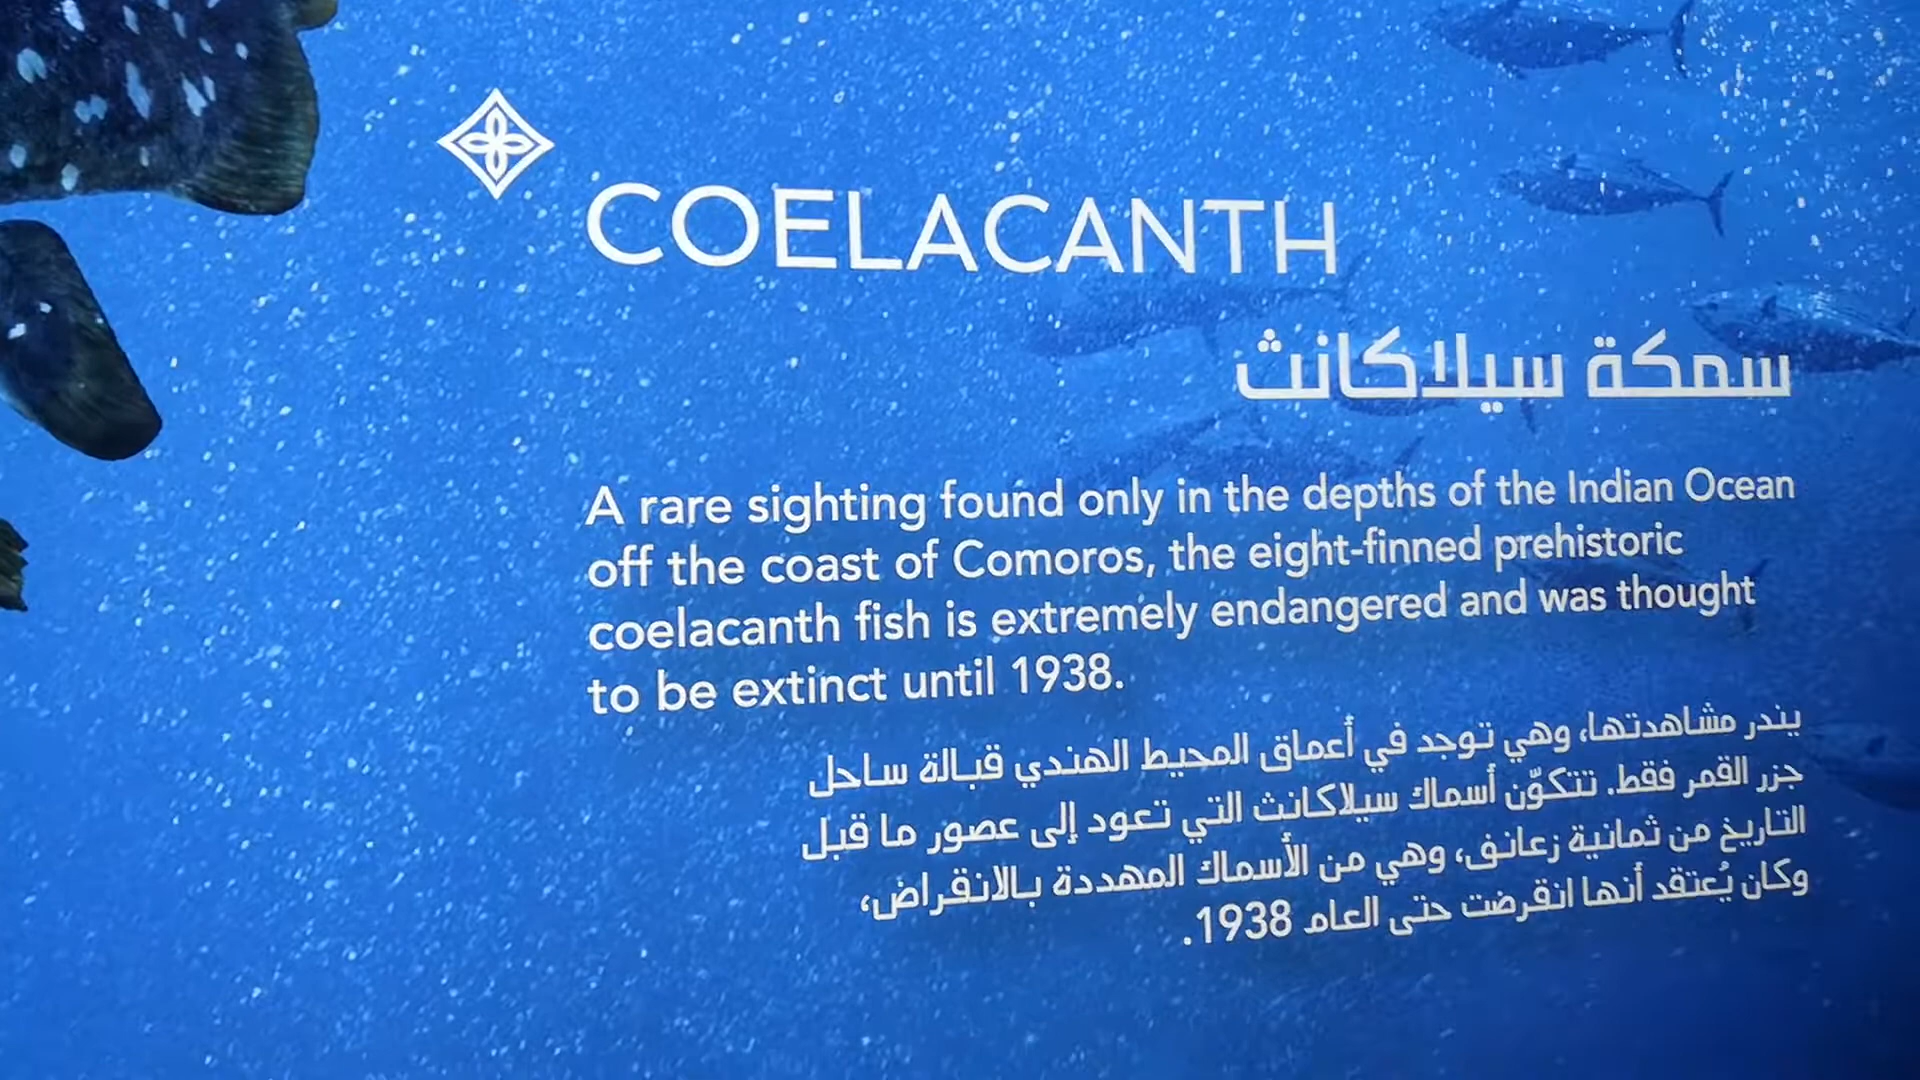 COELACANTH
سمكة سيلاكانث
A rare sighting found only in the depths of the Indian Ocean
off the coast of Comoros, the eight-finned prehistoric
coelacanth fish is extremely endangered and was thought
to be extinct until 1938.
يندر مشاهدتها، وهي توجد في أعماق المحيط الهندي قبالة ساحل
جزر القمر فقط. تتكوّن أسماك سيلاكانث التي تعود إلى عصور ما قبل
التاريخ من ثمانية زعانف، وهي من الأسماك المهددة بالانقراض،
وكان يُعتقد أنها انقرضت حتى العام 1938.